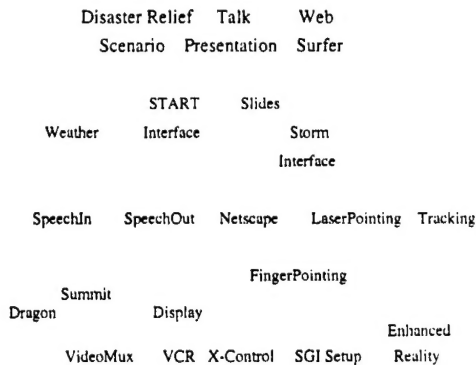 Disaster Relief Talk Web
Scenario Presentation Surfer
START Slides
Weather Interface Storm
Interface
SpeechIn SpeechOut Netscape LaserPointing Tracking
FingerPointing
Summit
Dragon Display
Enhanced
VideoMux VCR X-Control SGI Setup Reality